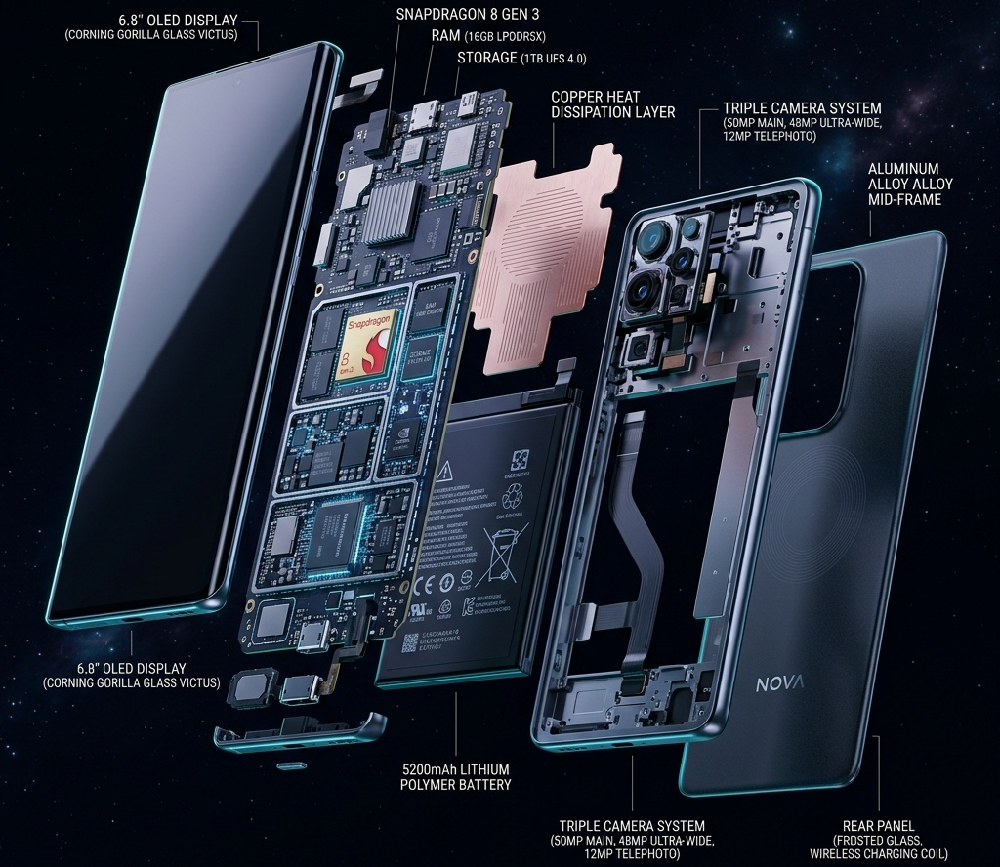 6.8" OLED DISPLAY
(CORNING GORILLA GLASS VICTUS)
SNAPDRAGON 8 GEN 3
RAM (16GB LPDDRSX)
STORAGE (1TB UFS 4.0)
COPPER HEAT
DISSIPATION LAYER
TRIPLE CAMERA SYSTEM
(50MP MAIN, 48MP ULTRA-WIDE,
12MP TELEPHOTO)
ALUMINUM
ALLOY ALLOY
MID-FRAME
Snapdragon
8
6.8" OLED DISPLAY
(CORNING GORILLA GLASS VICTUS)
NOVA
5200mAh LITHIUM
POLYMER BATTERY
TRIPLE CAMERA SYSTEM
(50MP MAIN, 48MP ULTRA-WIDE,
12MP TELEPHOTO)
REAR PANEL
(FROSTED GLASS,
WIRELESS CHARGING COIL)